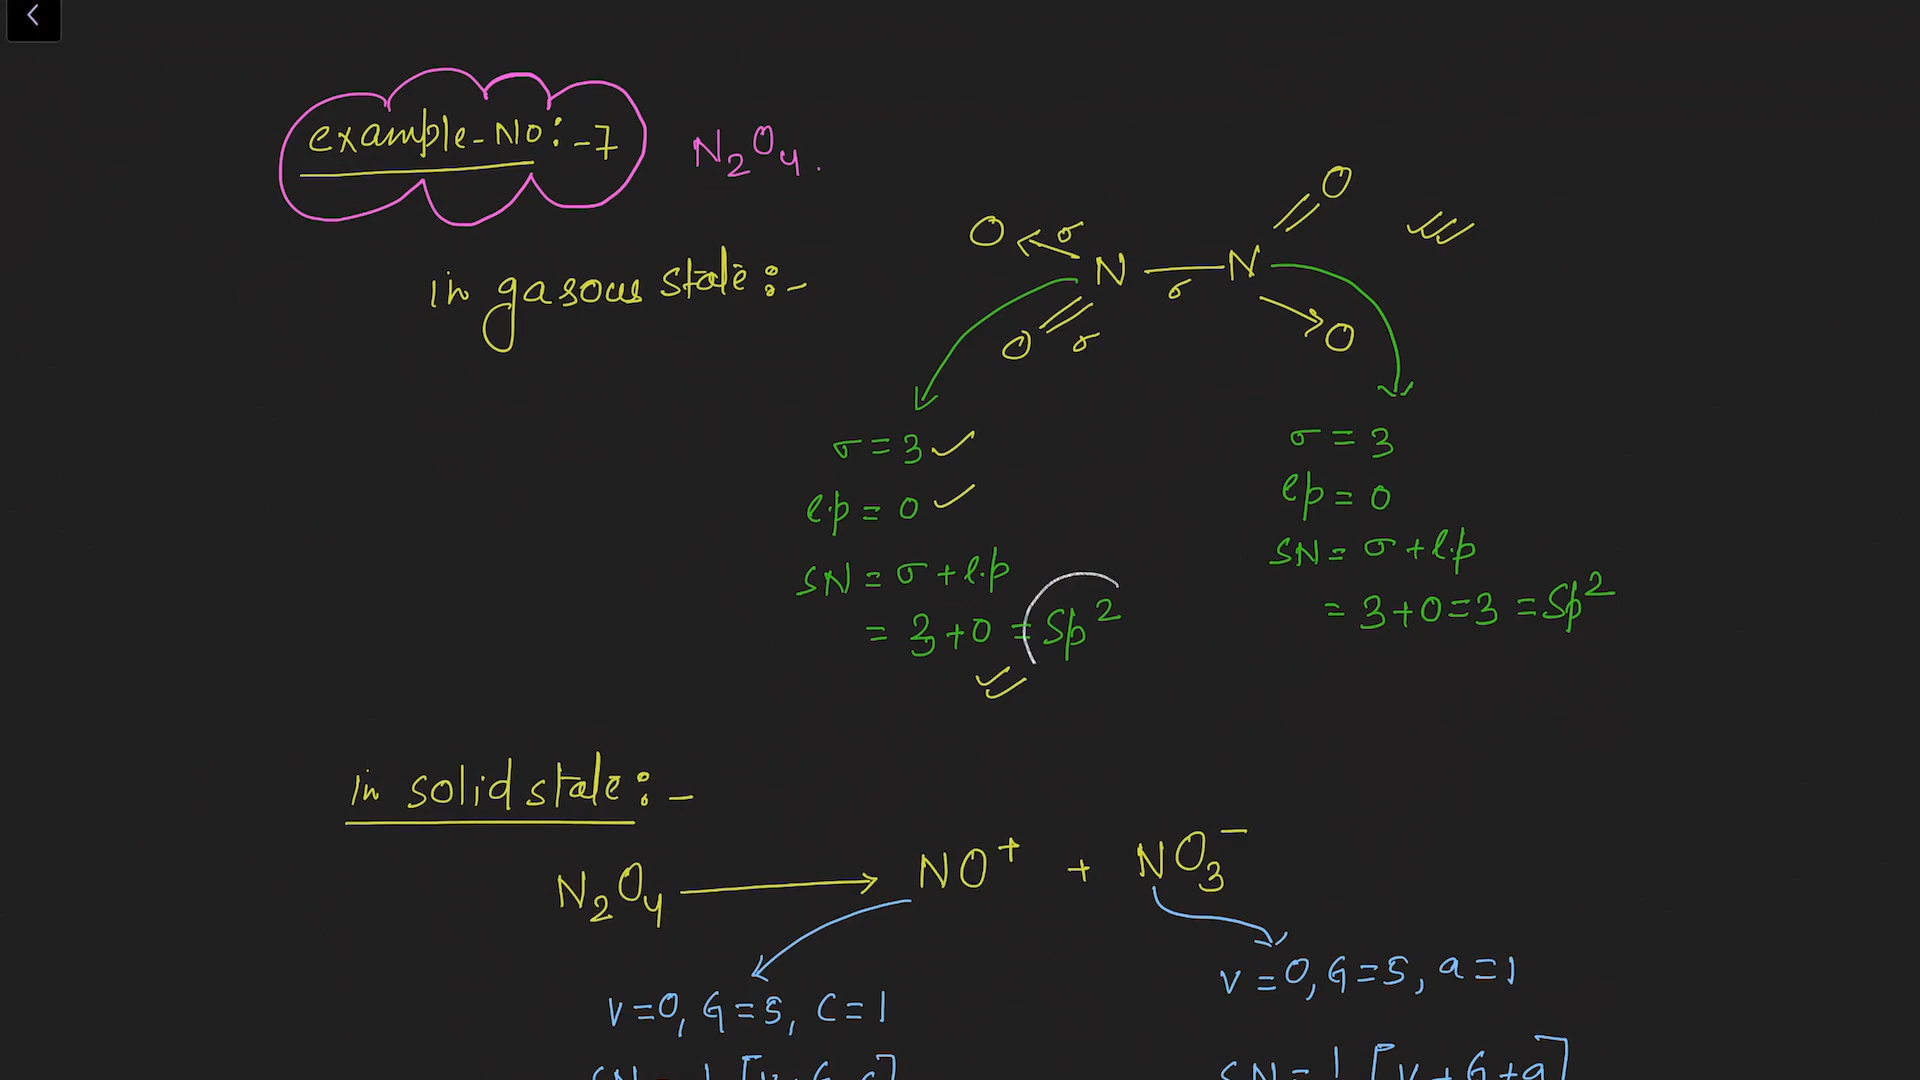 example-No:-7
N₂O₄.
in gasous state:-
O ← σ N — σ N = O
O = σ N → O
σ = 3
l.p = 0
SN = σ + l.p
= 3 + 0 = Sp²
σ = 3
lp = 0
SN = σ + l.p
= 3 + 0 = 3 = Sp²
in solid state:-
N₂O₄ → NO⁺ + NO₃⁻
V = 0, G = 5, C = 1
V = 0, G = 5, a = 1
[V + G + a]